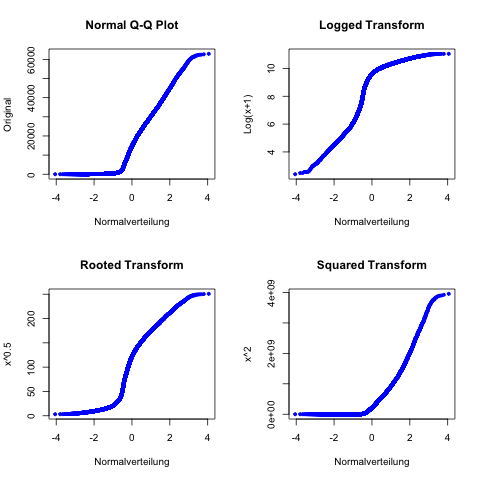 Normal Q-Q Plot
Original
0
20000
40000
60000
-4
-2
0
2
4
Normalverteilung
Logged Transform
Log(x+1)
4
6
8
10
-4
-2
0
2
4
Normalverteilung
Rooted Transform
x^0.5
0
50
100
200
-4
-2
0
2
4
Normalverteilung
Squared Transform
x^2
0e+00
2e+09
4e+09
-4
-2
0
2
4
Normalverteilung